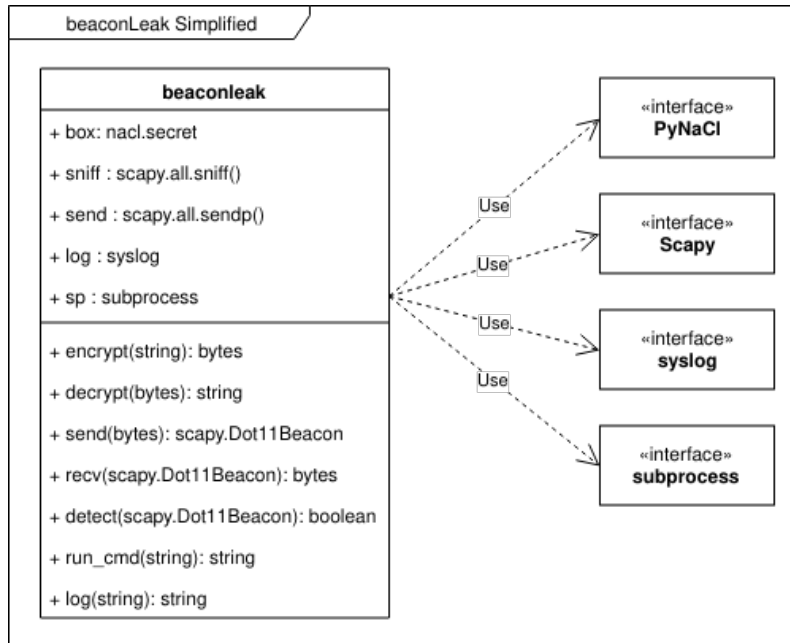 beaconLeak Simplified
beaconleak
+ box: nacl.secret
+ sniff : scapy.all.sniff()
+ send : scapy.all.sendp()
+ log : syslog
+ sp : subprocess
+ encrypt(string): bytes
+ decrypt(bytes): string
+ send(bytes): scapy.Dot11Beacon
+ recv(scapy.Dot11Beacon): bytes
+ detect(scapy.Dot11Beacon): boolean
+ run_cmd(string): string
+ log(string): string
Use
Use
Use
Use
«interface»
PyNaCl
«interface»
Scapy
«interface»
syslog
«interface»
subprocess